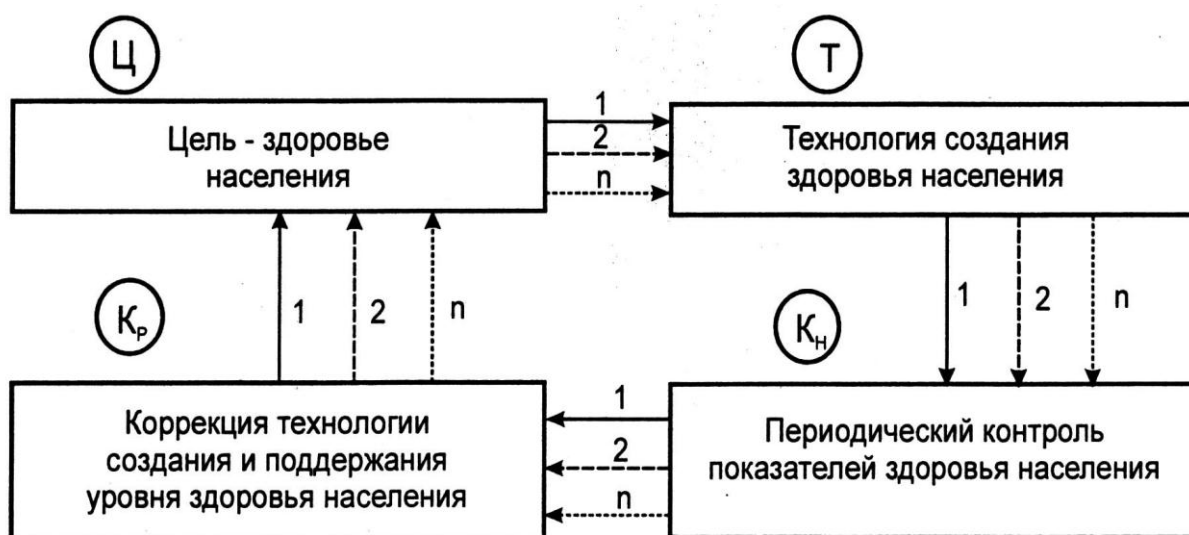 Ц
Т
Цель - здоровье
населения
1
2
n
Технология создания
здоровья населения
1
2
n
1
2
n
Кр
Кн
Коррекция технологии
создания и поддержания
уровня здоровья населения
1
2
n
Периодический контроль
показателей здоровья населения